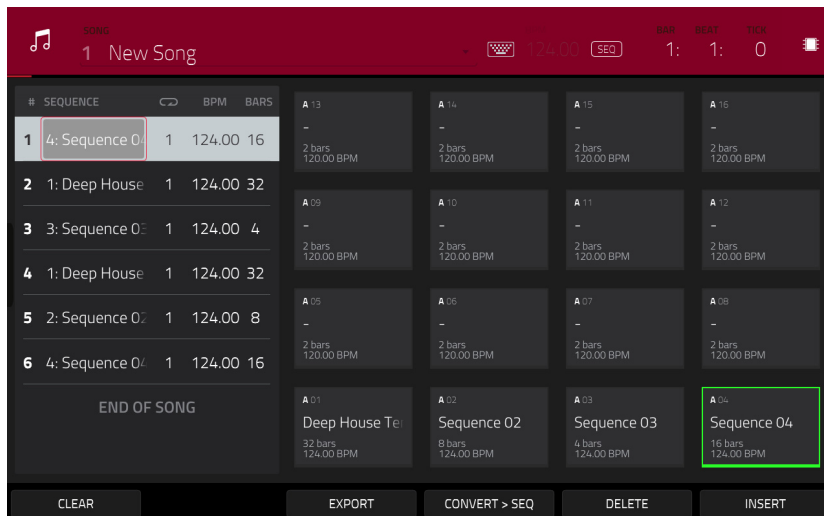 SONG
1 New Song
124.00 SEQ
BAR BEAT TICK
1: 1: 0
# SEQUENCE BPM BARS
1 4: Sequence 04 1 124.00 16
2 1: Deep House 1 124.00 32
3 3: Sequence 03 1 124.00 4
4 1: Deep House 1 124.00 32
5 2: Sequence 02 1 124.00 8
6 4: Sequence 04 1 124.00 16
END OF SONG
A 13
-
2 bars
120.00 BPM
A 14
-
2 bars
120.00 BPM
A 15
-
2 bars
120.00 BPM
A 16
-
2 bars
120.00 BPM
A 09
-
2 bars
120.00 BPM
A 10
-
2 bars
120.00 BPM
A 11
-
2 bars
120.00 BPM
A 12
-
2 bars
120.00 BPM
A 05
-
2 bars
120.00 BPM
A 06
-
2 bars
120.00 BPM
A 07
-
2 bars
120.00 BPM
A 08
-
2 bars
120.00 BPM
A 01
Deep House Te
32 bars
124.00 BPM
A 02
Sequence 02
8 bars
124.00 BPM
A 03
Sequence 03
4 bars
124.00 BPM
A 04
Sequence 04
16 bars
124.00 BPM
CLEAR
EXPORT
CONVERT > SEQ
DELETE
INSERT